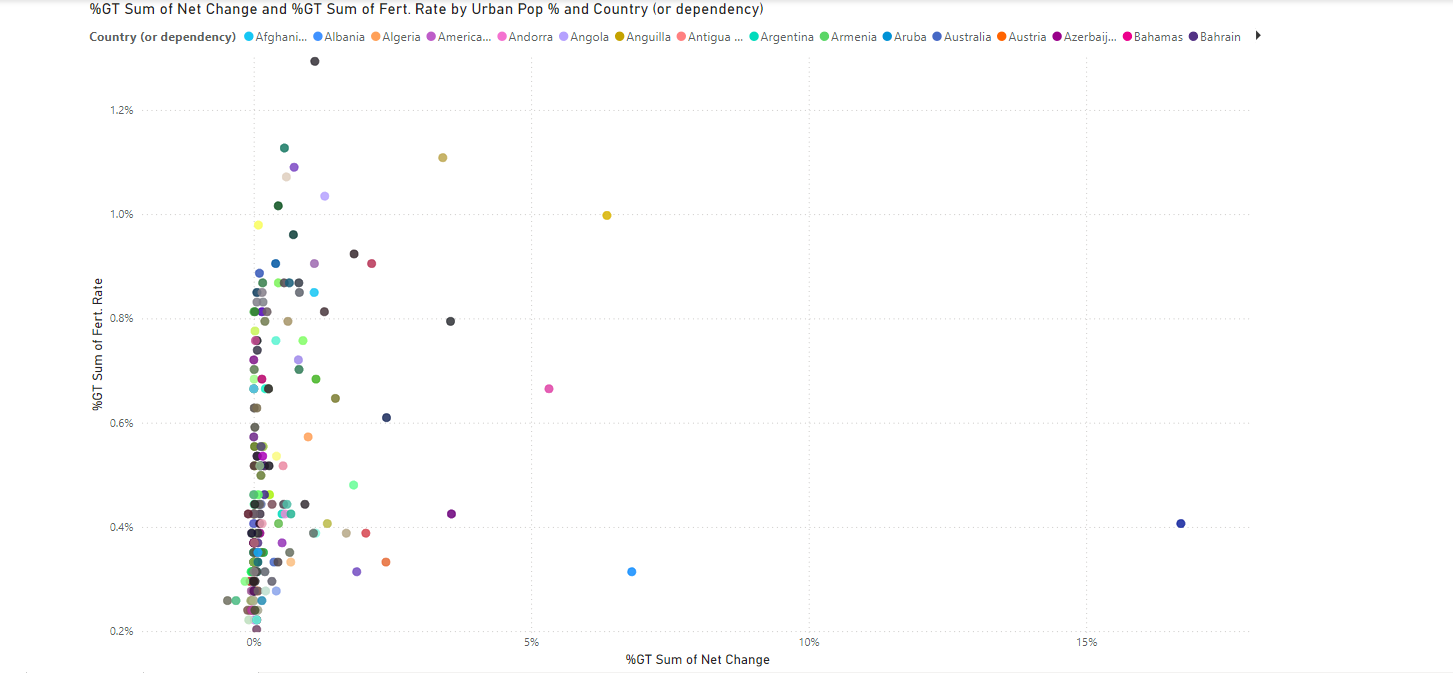 %GT Sum of Net Change and %GT Sum of Fert. Rate by Urban Pop % and Country (or dependency)
Country (or dependency) Afghani... Albania Algeria America... Andorra Angola Anguilla Antigua ... Argentina Armenia Aruba Australia Austria Azerbaij... Bahamas Bahrain
1.2%
1.0%
0.8%
0.6%
0.4%
0.2%
%GT Sum of Fert. Rate
0% 5% 10% 15%
%GT Sum of Net Change